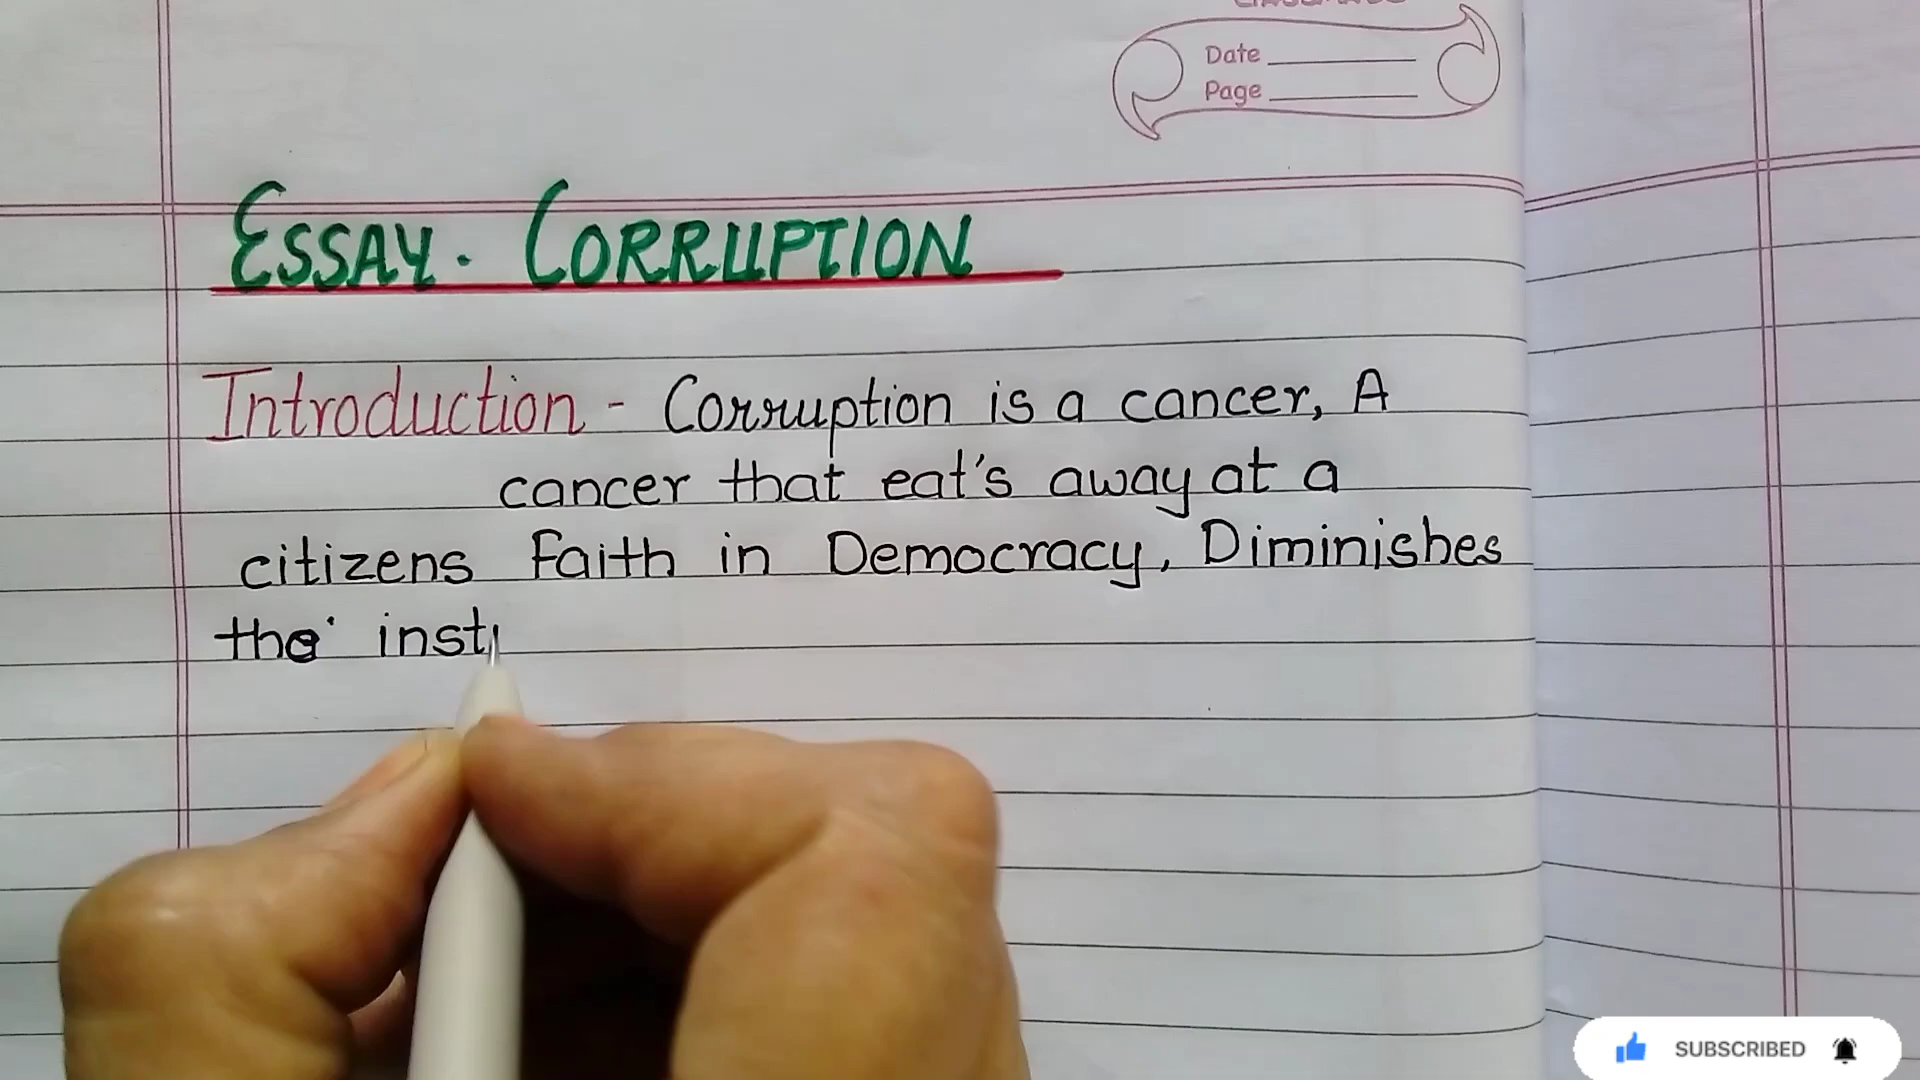 Date
Page
ESSAY. CORRUPTION
Introduction - Corruption is a cancer, A
cancer that eat's away at a
citizens Faith in Democracy, Diminishes
the inst
SUBSCRIBED